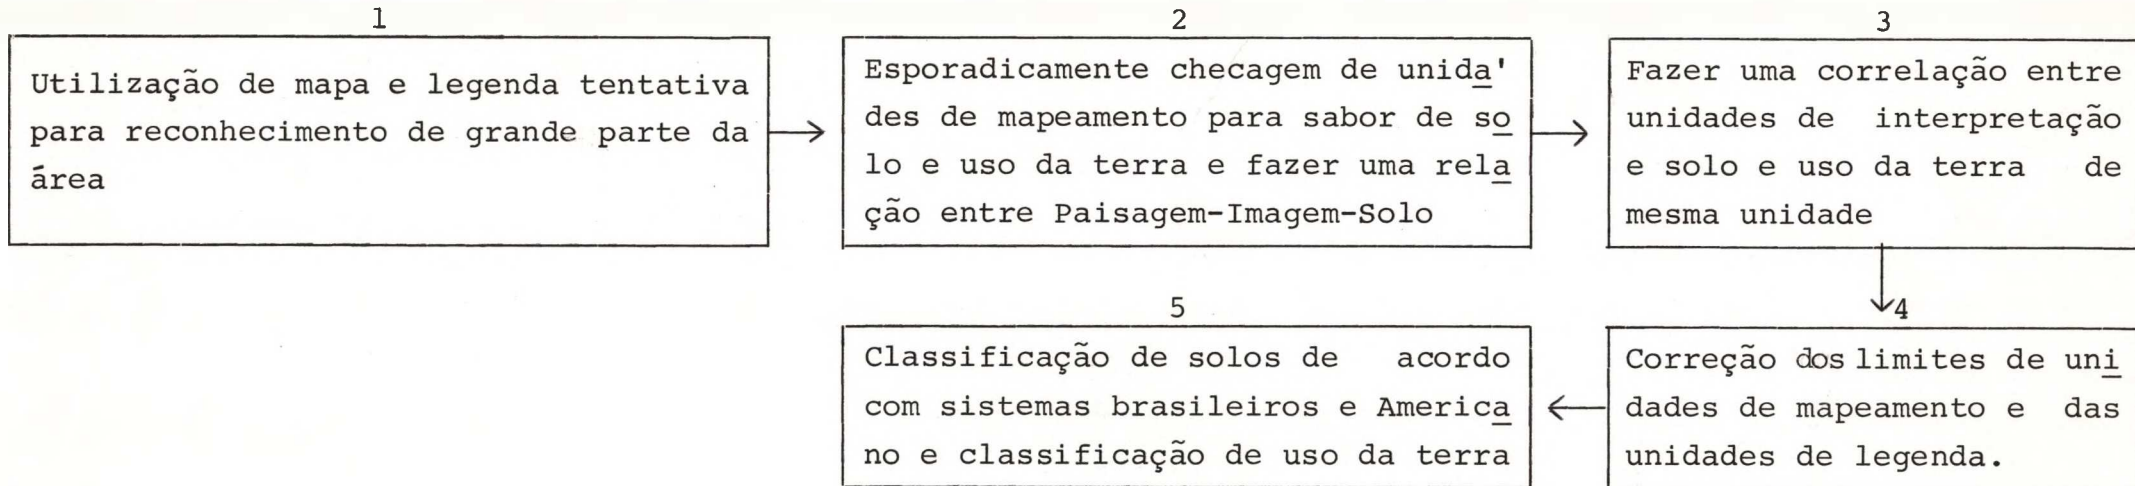 1
Utilização de mapa e legenda tentativa
para reconhecimento de grande parte da
área
2
Esporadicamente checagem de unida'
des de mapeamento para sabor de so
lo e uso da terra e fazer uma rela
ção entre Paisagem-Imagem-Solo
3
Fazer uma correlação entre
unidades de interpretação
e solo e uso da terra de
mesma unidade
4
Correção dos limites de uni
dades de mapeamento e das
unidades de legenda.
5
Classificação de solos de acordo
com sistemas brasileiros e America
no e classificação de uso da terra